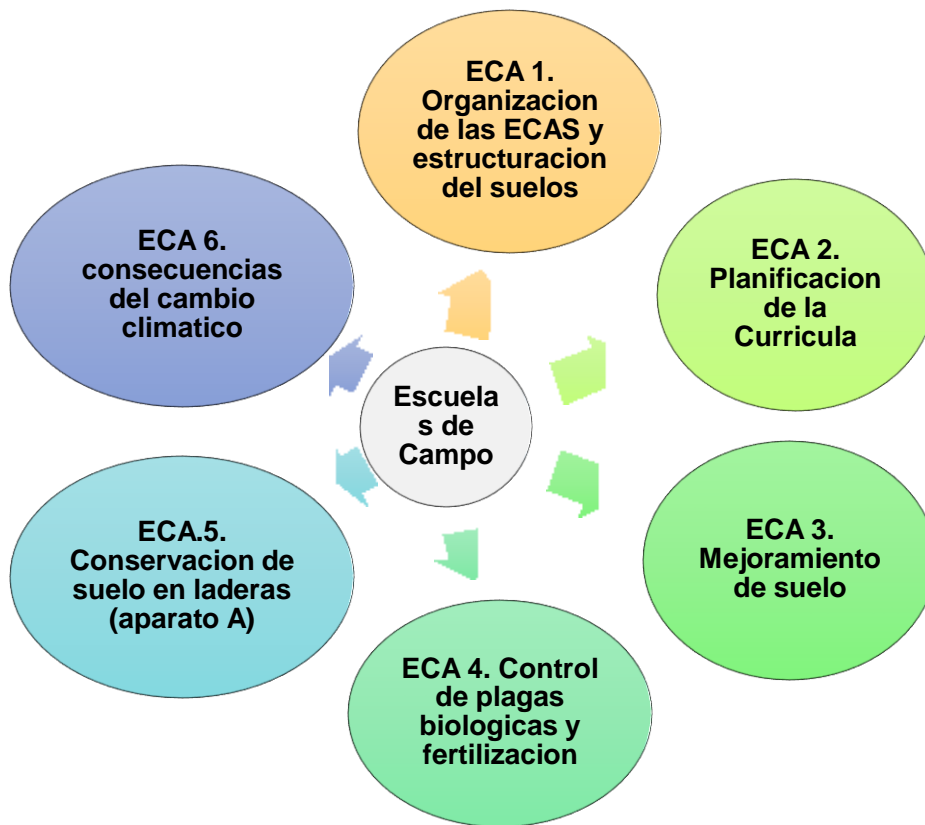 ECA 1.
Organizacion
de las ECAS y
estructuracion
del suelos
ECA 2.
Planificacion
de la
Curricula
ECA 3.
Mejoramiento
de suelo
ECA 4. Control
de plagas
biologicas y
fertilizacion
ECA.5.
Conservacion de
suelo en laderas
(aparato A)
ECA 6.
consecuencias
del cambio
climatico
Escuela
s de
Campo